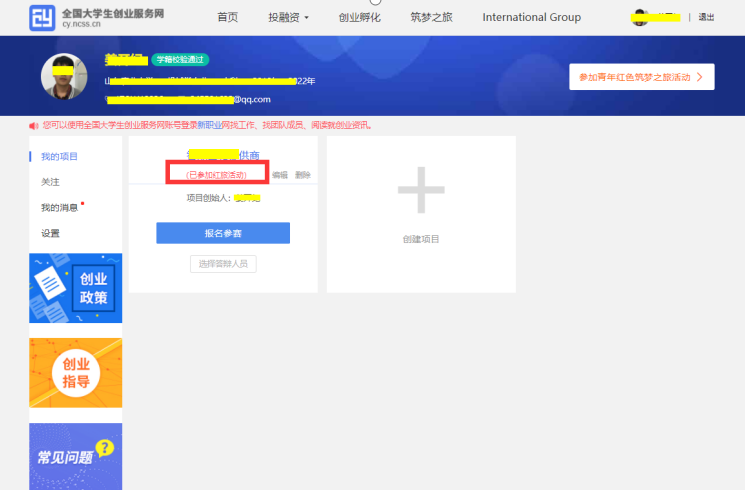 全国大学生创业服务网
cy.ncss.cn
首页 投融资 创业孵化 筑梦之旅 International Group | 退出
学籍校验通过
2022年
@qq.com
参加青年红色筑梦之旅活动 >
您可以使用全国大学生创业服务网账号登录新职业网找工作、找团队成员、阅读就创业资讯。
我的项目
关注
我的消息
设置
供商
（已参加红旅活动） 编辑 删除
项目创始人：
报名参赛
选择答辩人员
创建项目
创业
政策
创业
指导
常见问题 ?